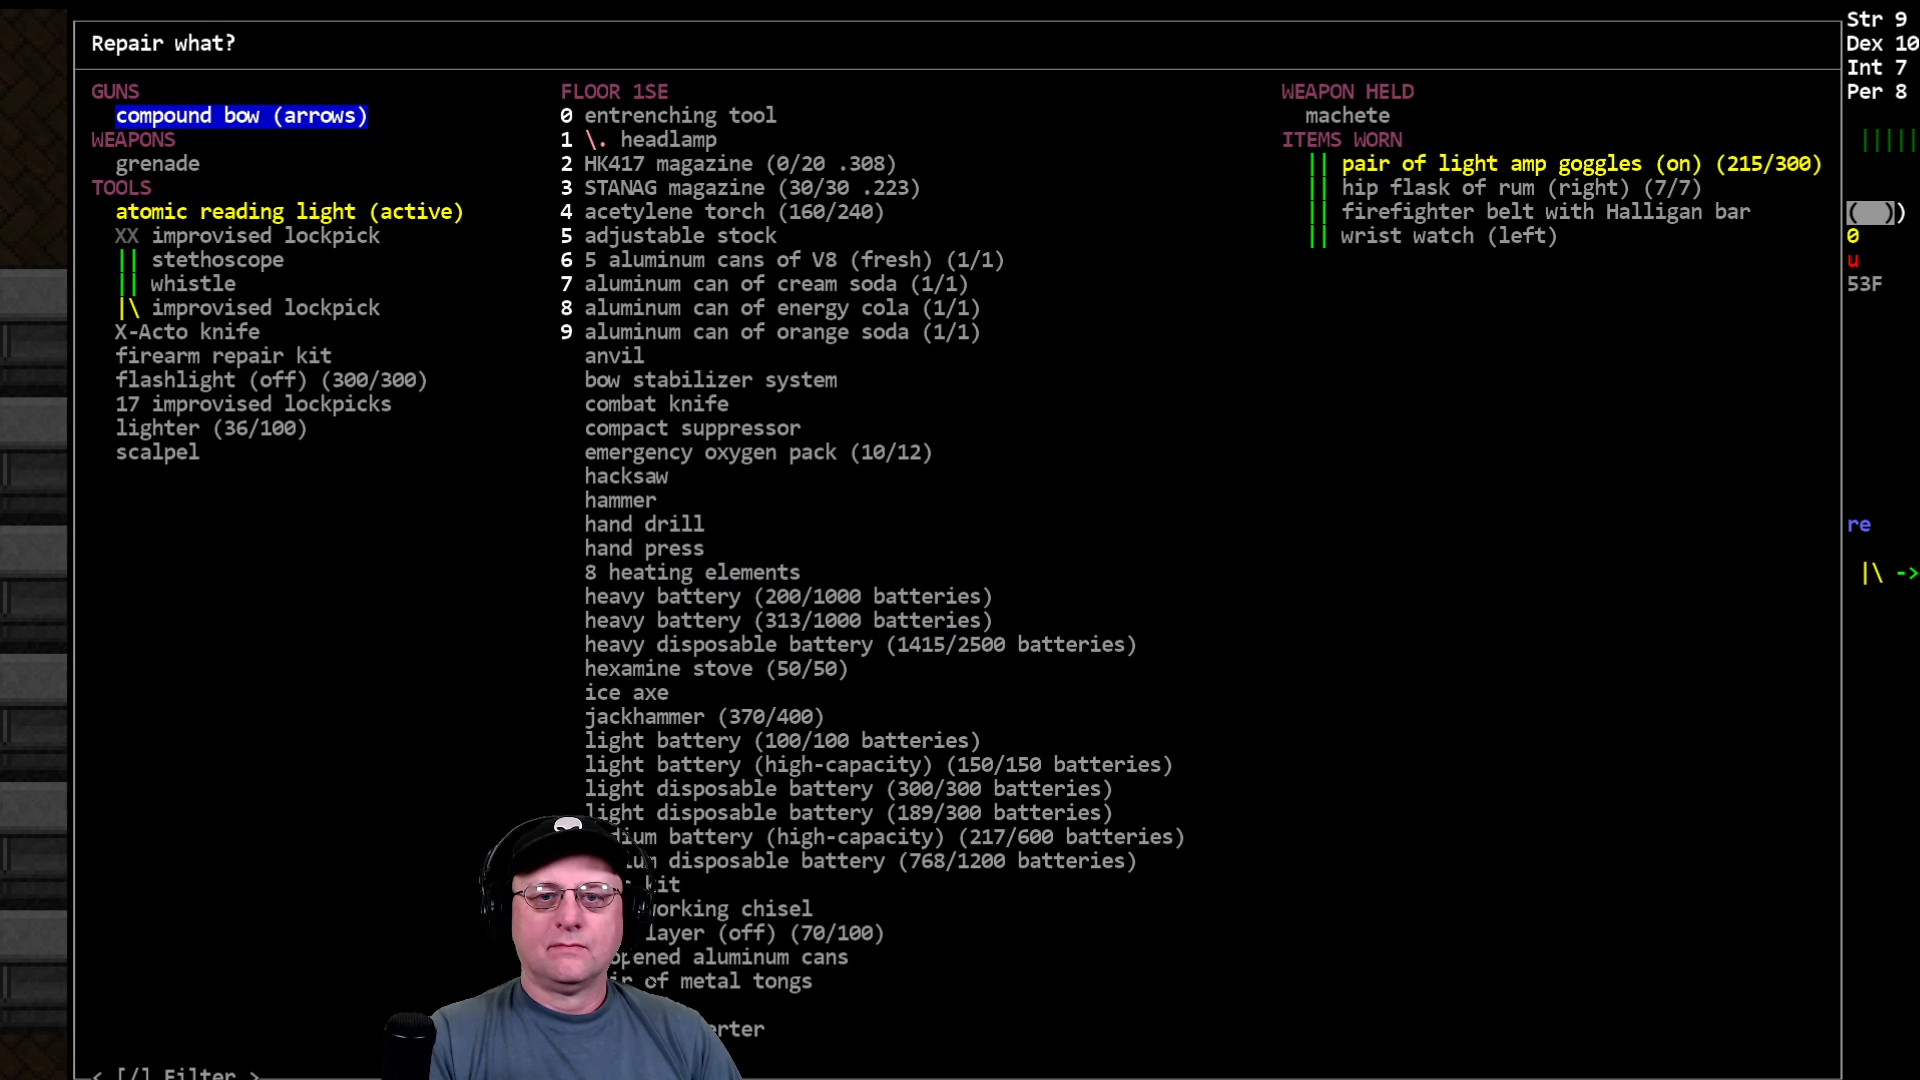 Repair what?
GUNS
compound bow (arrows)
WEAPONS
grenade
TOOLS
atomic reading light (active)
XX improvised lockpick
|| stethoscope
|| whistle
|\ improvised lockpick
X-Acto knife
firearm repair kit
flashlight (off) (300/300)
17 improvised lockpicks
lighter (36/100)
scalpel
FLOOR 1SE
0 entrenching tool
1 \. headlamp
2 HK417 magazine (0/20 .308)
3 STANAG magazine (30/30 .223)
4 acetylene torch (160/240)
5 adjustable stock
6 5 aluminum cans of V8 (fresh) (1/1)
7 aluminum can of cream soda (1/1)
8 aluminum can of energy cola (1/1)
9 aluminum can of orange soda (1/1)
anvil
bow stabilizer system
combat knife
compact suppressor
emergency oxygen pack (10/12)
hacksaw
hammer
hand drill
hand press
8 heating elements
heavy battery (200/1000 batteries)
heavy battery (313/1000 batteries)
heavy disposable battery (1415/2500 batteries)
hexamine stove (50/50)
ice axe
jackhammer (370/400)
light battery (100/100 batteries)
light battery (high-capacity) (150/150 batteries)
light disposable battery (300/300 batteries)
light disposable battery (189/300 batteries)
battery (high-capacity) (217/600 batteries)
disposable battery (768/1200 batteries)
kit
chisel
(off) (70/100)
aluminum cans
of metal tongs
WEAPON HELD
machete
ITEMS WORN
|| pair of light amp goggles (on) (215/300)
|| hip flask of rum (right) (7/7)
|| firefighter belt with Halligan bar
|| wrist watch (left)
Str 9
Dex 10
Int 7
Per 8
|||||
( ))
0
u
53F
re
|\ ->
< [/] Filter >